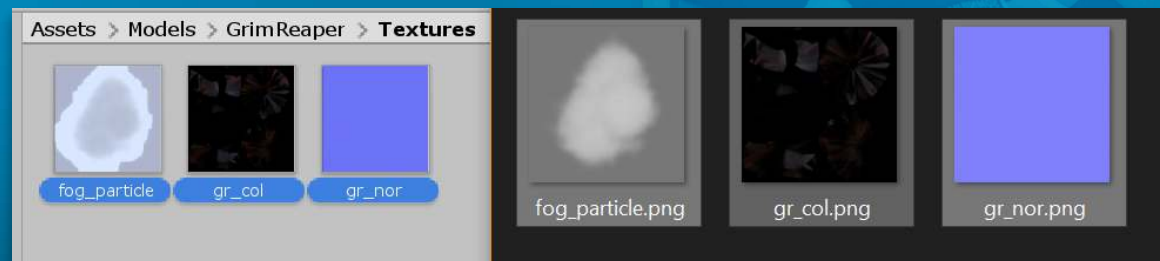 Assets > Models > GrimReaper > Textures
fog_particle gr_col gr_nor
fog_particle.png gr_col.png gr_nor.png